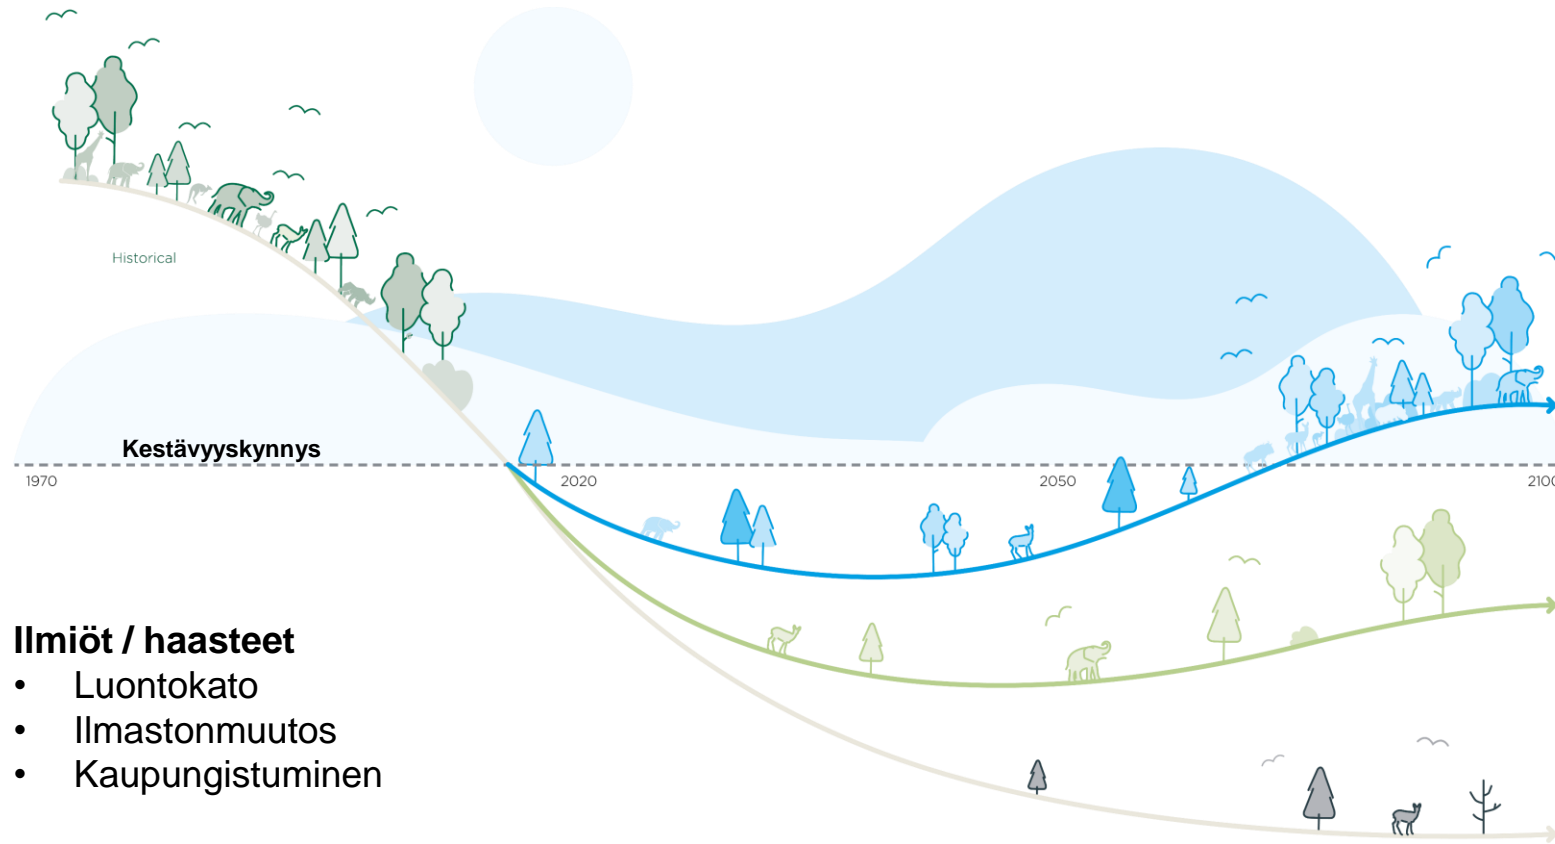 Historical
Kestävyyskynnys
1970 2020 2050 2100
Ilmiöt / haasteet
• Luontokato
• Ilmastonmuutos
• Kaupungistuminen